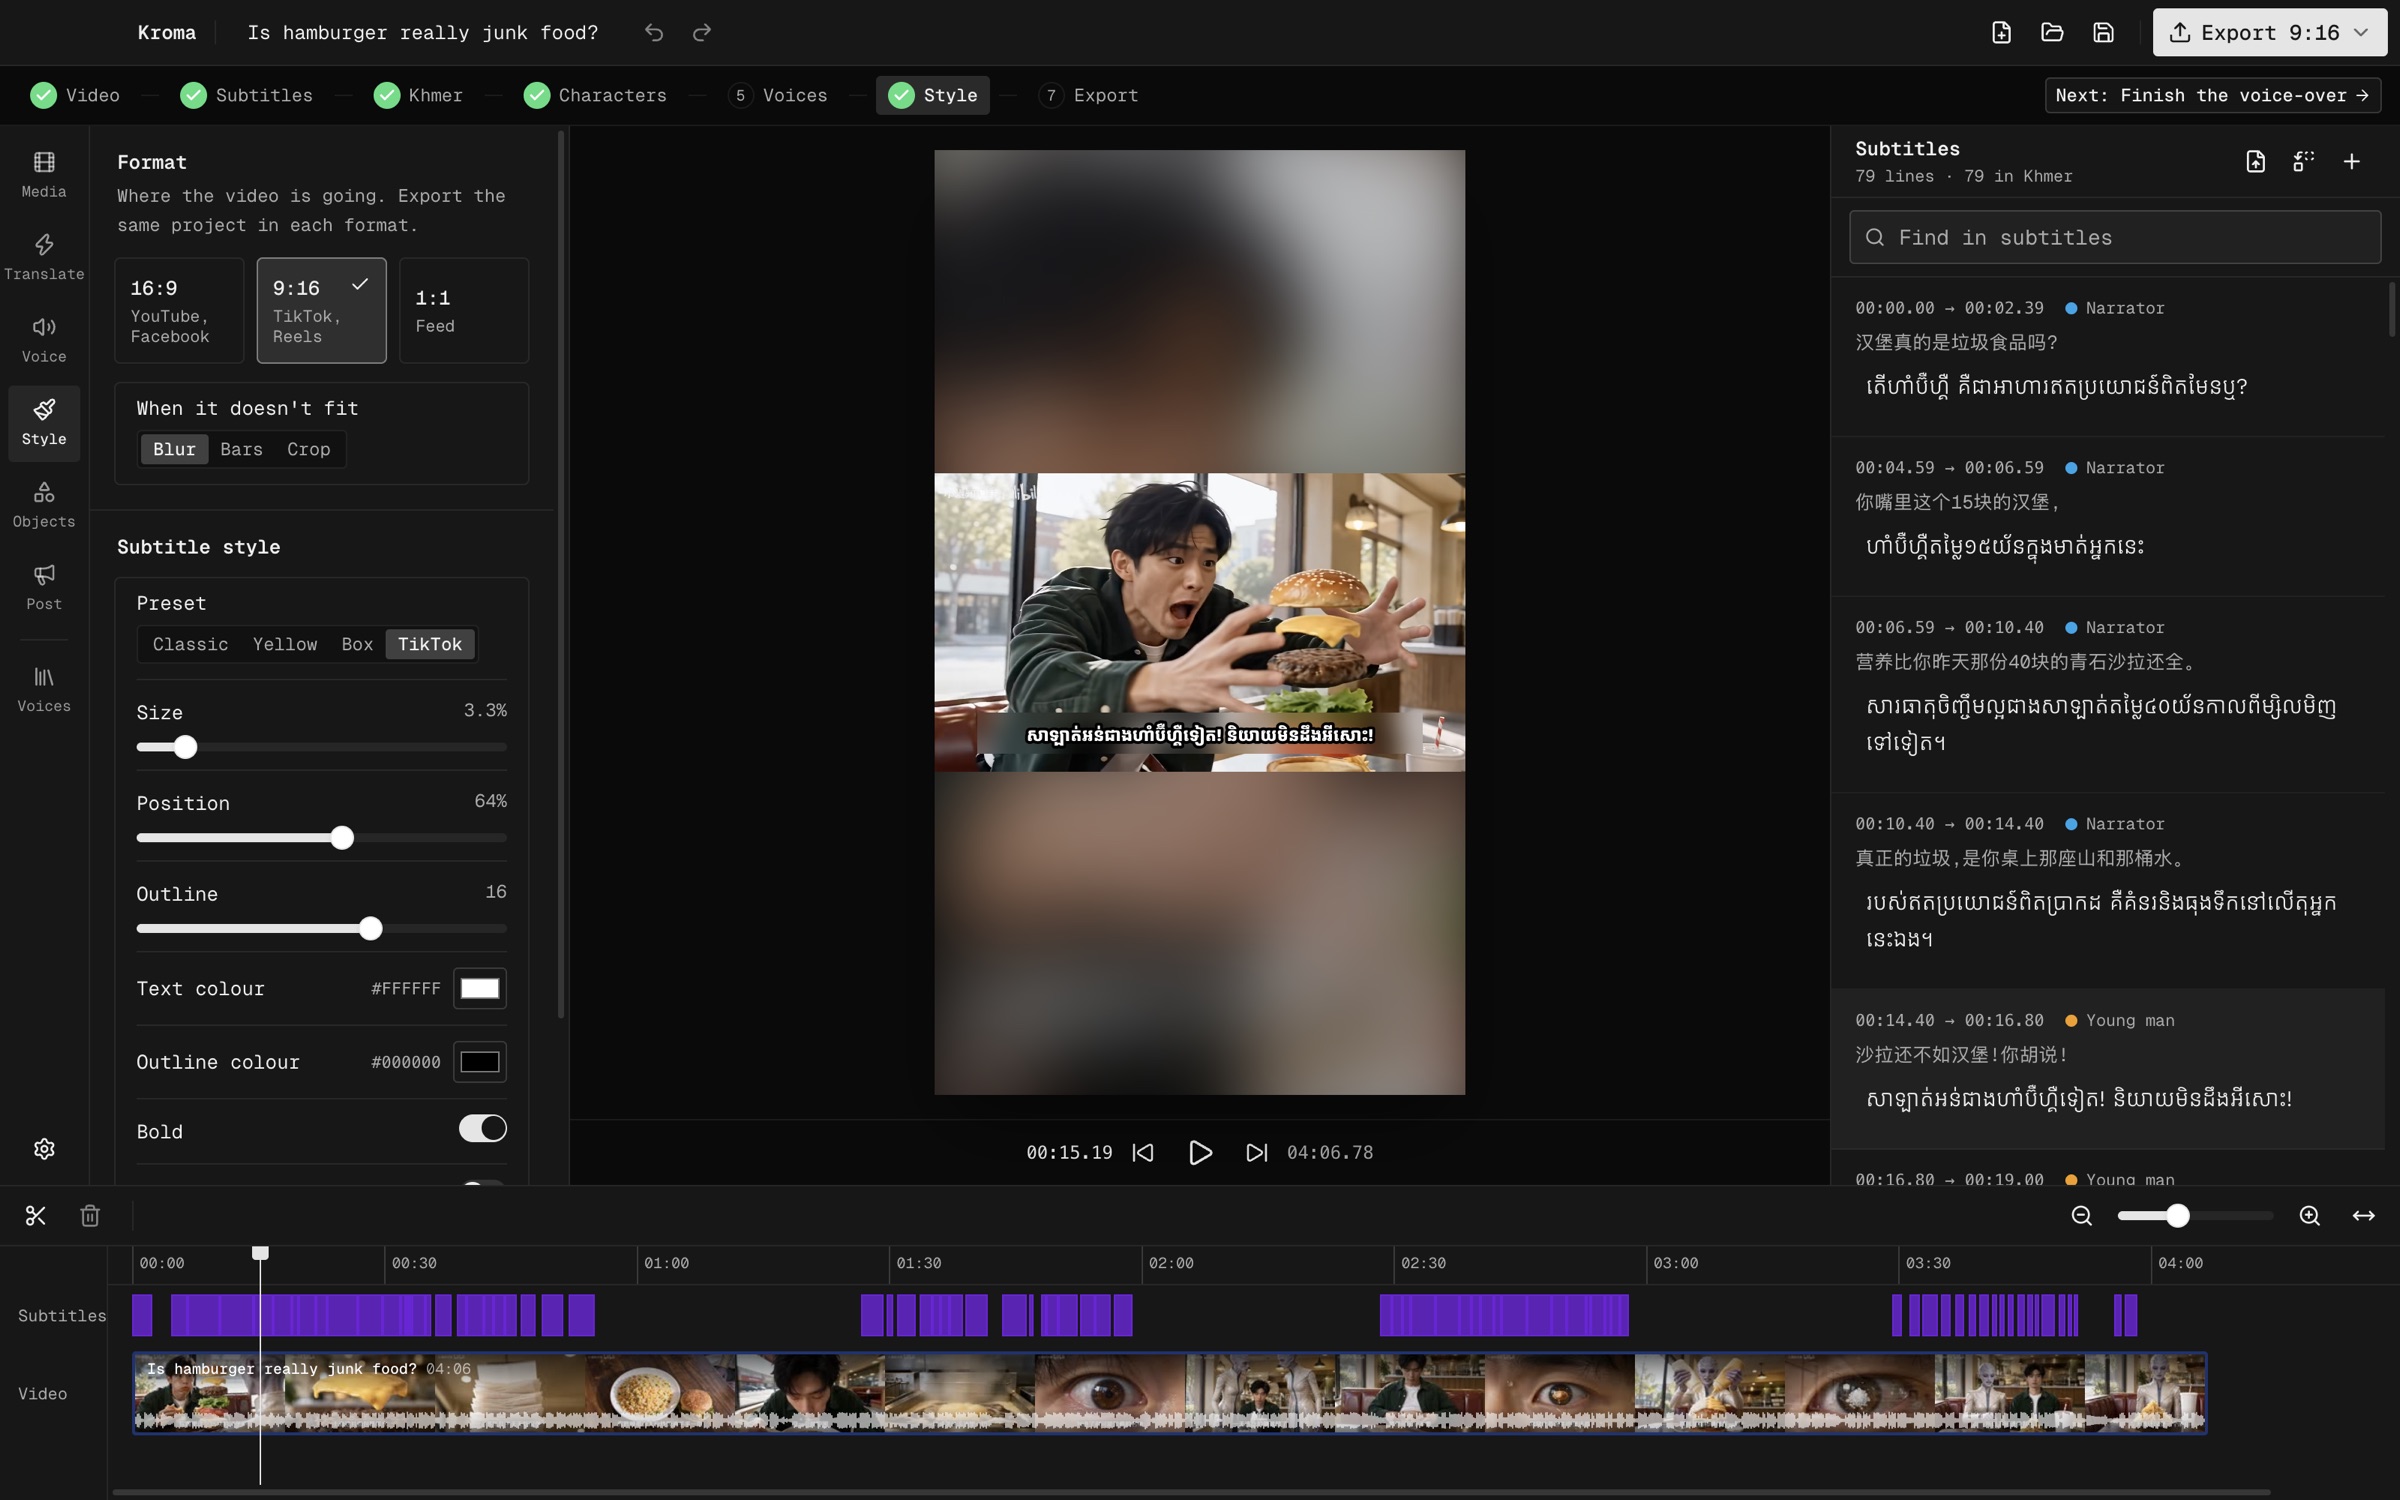 Kroma
Is hamburger really junk food?
Export 9:16
Video
Subtitles
Khmer
Characters
5 Voices
Style
7 Export
Next: Finish the voice-over →
Media
Translate
Voice
Style
Objects
Post
Voices
Format
Where the video is going. Export the
same project in each format.
16:9
YouTube,
Facebook
9:16
TikTok,
Reels
1:1
Feed
When it doesn't fit
Blur Bars Crop
Subtitle style
Preset
Classic Yellow Box TikTok
Size 3.3%
Position 64%
Outline 16
Text colour #FFFFFF
Outline colour #000000
Bold
សាឡាត់អន់ជាងហាំប៊ឺហ្គឺទៀត! និយាយមិនដឹងអីសោះ!
00:15.19 04:06.78
Subtitles
79 lines · 79 in Khmer
Find in subtitles
00:00.00 → 00:02.39 Narrator
汉堡真的是垃圾食品吗?
តើហាំប៊ឺហ្គឺ គឺជាអាហារឥតប្រយោជន៍ពិតមែនឬ?
00:04.59 → 00:06.59 Narrator
你嘴里这个15块的汉堡,
ហាំប៊ឺហ្គឺតម្លៃ១៥យ័នក្នុងមាត់អ្នកនេះ
00:06.59 → 00:10.40 Narrator
营养比你昨天那份40块的青石沙拉还全。
សារធាតុចិញ្ចឹមល្អជាងសាឡាត់តម្លៃ៤០យ័នកាលពីម្សិលមិញ
ទៅទៀត។
00:10.40 → 00:14.40 Narrator
真正的垃圾,是你桌上那座山和那桶水。
របស់ឥតប្រយោជន៍ពិតប្រាកដ គឺគំនរនិងធុងទឹកនៅលើតុអ្នក
នេះឯង។
00:14.40 → 00:16.80 Young man
沙拉还不如汉堡!你胡说!
សាឡាត់អន់ជាងហាំប៊ឺហ្គឺទៀត! និយាយមិនដឹងអីសោះ!
00:16.80 → 00:19.00 Young man
00:00 00:30 01:00 01:30 02:00 02:30 03:00 03:30 04:00
Subtitles
Video
Is hamburger really junk food? 04:06